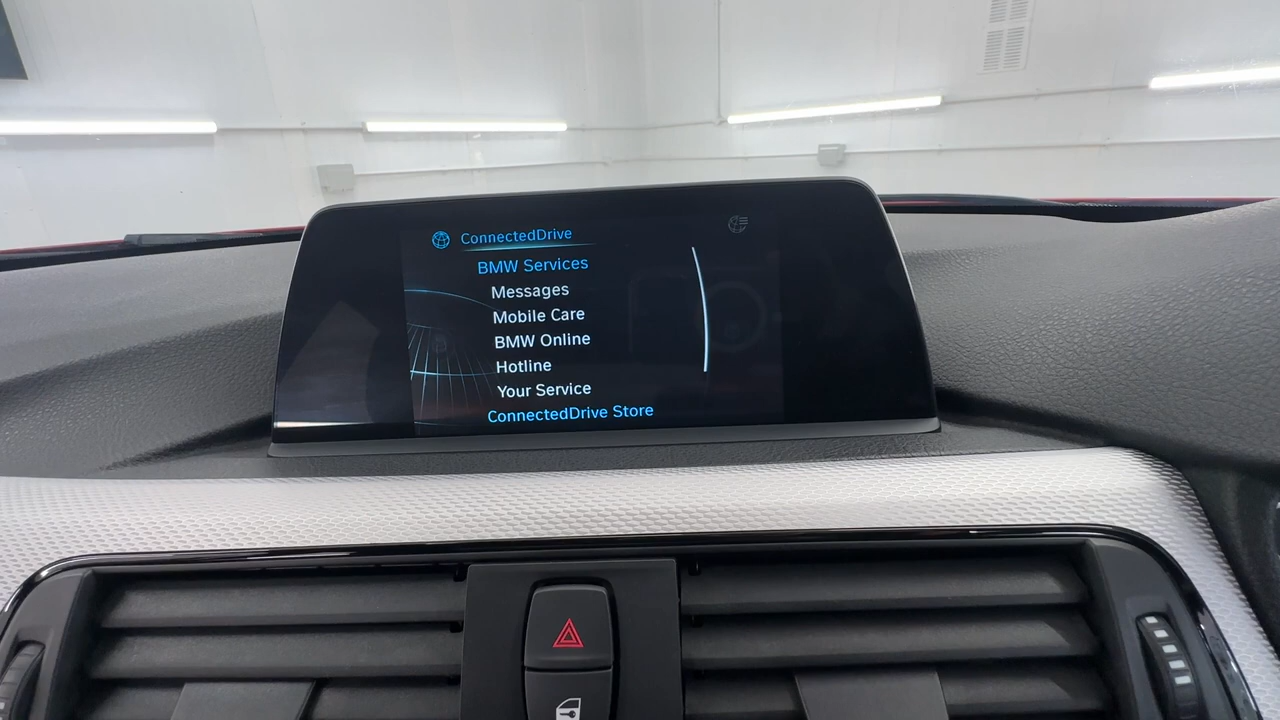 ConnectedDrive
BMW Services
Messages
Mobile Care
BMW Online
Hotline
Your Service
ConnectedDrive Store